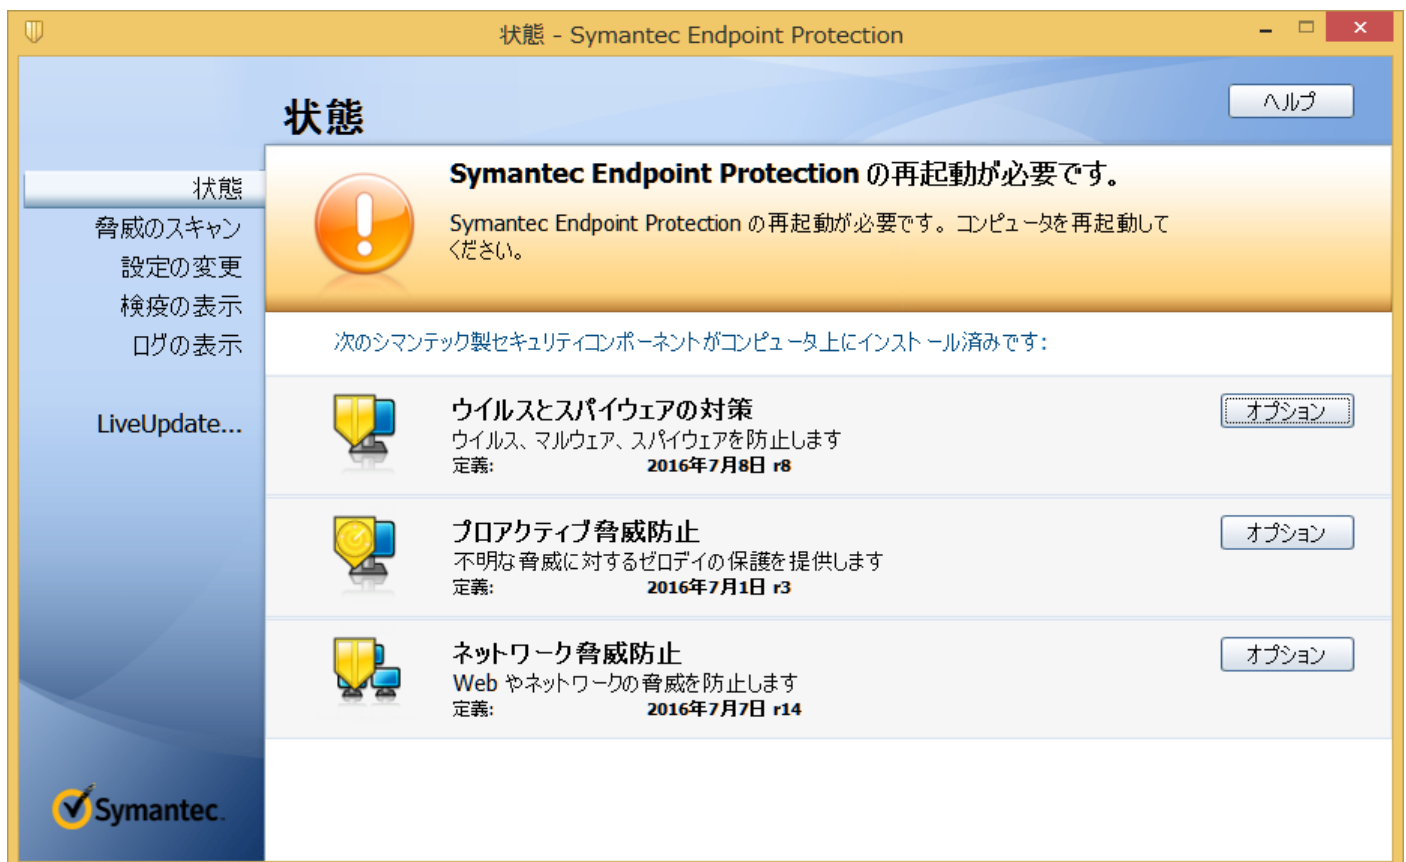 状態 - Symantec Endpoint Protection
状態
ヘルプ
状態
脅威のスキャン
設定の変更
検疫の表示
ログの表示
LiveUpdate...
Symantec Endpoint Protection の再起動が必要です。
Symantec Endpoint Protection の再起動が必要です。コンピュータを再起動して
ください。
次のシマンテック製セキュリティコンポーネントがコンピュータ上にインストール済みです:
ウイルスとスパイウェアの対策
オプション
ウイルス、マルウェア、スパイウェアを防止します
定義: 2016年7月8日 r8
プロアクティブ脅威防止
オプション
不明な脅威に対するゼロデイの保護を提供します
定義: 2016年7月1日 r3
ネットワーク脅威防止
オプション
Web やネットワークの脅威を防止します
定義: 2016年7月7日 r14
Symantec.